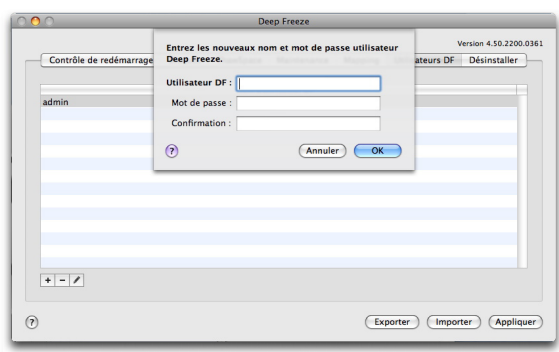 Deep Freeze
Version 4.50.2200.0361
Contrôle de redémarrage
ateurs DF
Désinstaller
Entrez les nouveaux nom et mot de passe utilisateur
Deep Freeze.
Utilisateur DF :
Mot de passe :
Confirmation :
?
Annuler
OK
admin
+ -
?
Exporter
Importer
Appliquer